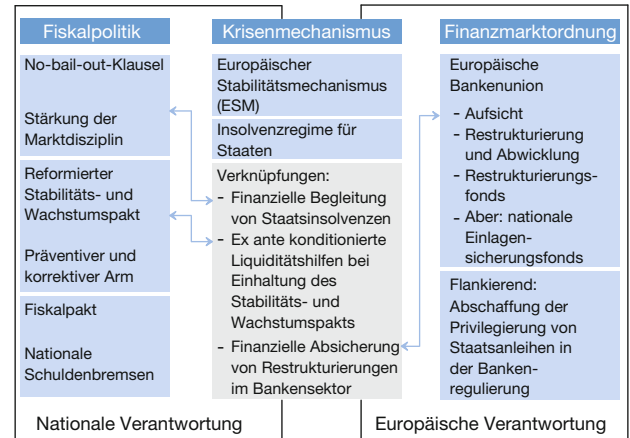 Fiskalpolitik
No-bail-out-Klausel
Stärkung der
Marktdisziplin
Reformierter
Stabilitäts- und
Wachstumspakt
Präventiver und
korrektiver Arm
Fiskalpakt
Nationale
Schuldenbremsen
Krisenmechanismus
Europäischer
Stabilitätsmechanismus
(ESM)
Insolvenzregime für
Staaten
Verknüpfungen:
- Finanzielle Begleitung
von Staatsinsolvenzen
- Ex ante konditionierte
Liquiditätshilfen bei
Einhaltung des
Stabilitäts- und
Wachstumspakts
- Finanzielle Absicherung
von Restrukturierungen
im Bankensektor
Finanzmarktordnung
Europäische
Bankenunion
- Aufsicht
- Restrukturierung
und Abwicklung
- Restrukturierungs-
fonds
- Aber: nationale
Einlagen-
sicherungsfonds
Flankierend:
Abschaffung der
Privilegierung von
Staatsanleihen in
der Banken-
regulierung
Nationale Verantwortung
Europäische Verantwortung